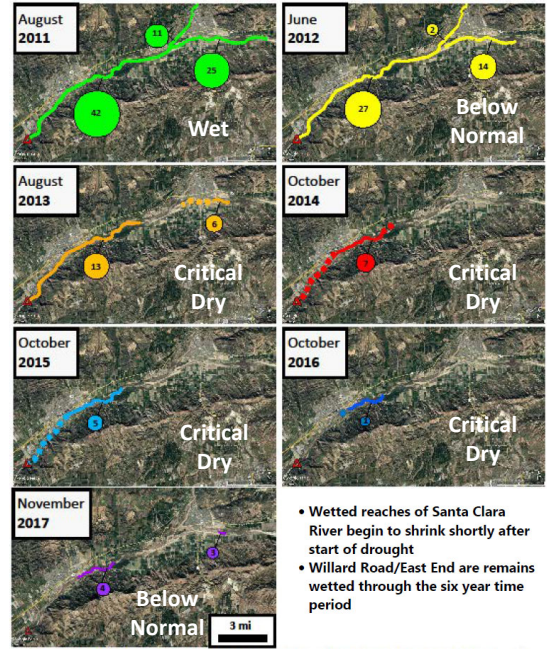 August
2011
11
25
42
Wet
June
2012
2
14
27
Below
Normal
August
2013
6
13
Critical
Dry
October
2014
7
Critical
Dry
October
2015
5
Critical
Dry
October
2016
Critical
Dry
November
2017
3
4
Below
Normal
3 mi
• Wetted reaches of Santa Clara
River begin to shrink shortly after
start of drought
• Willard Road/East End are remains
wetted through the six year time
period